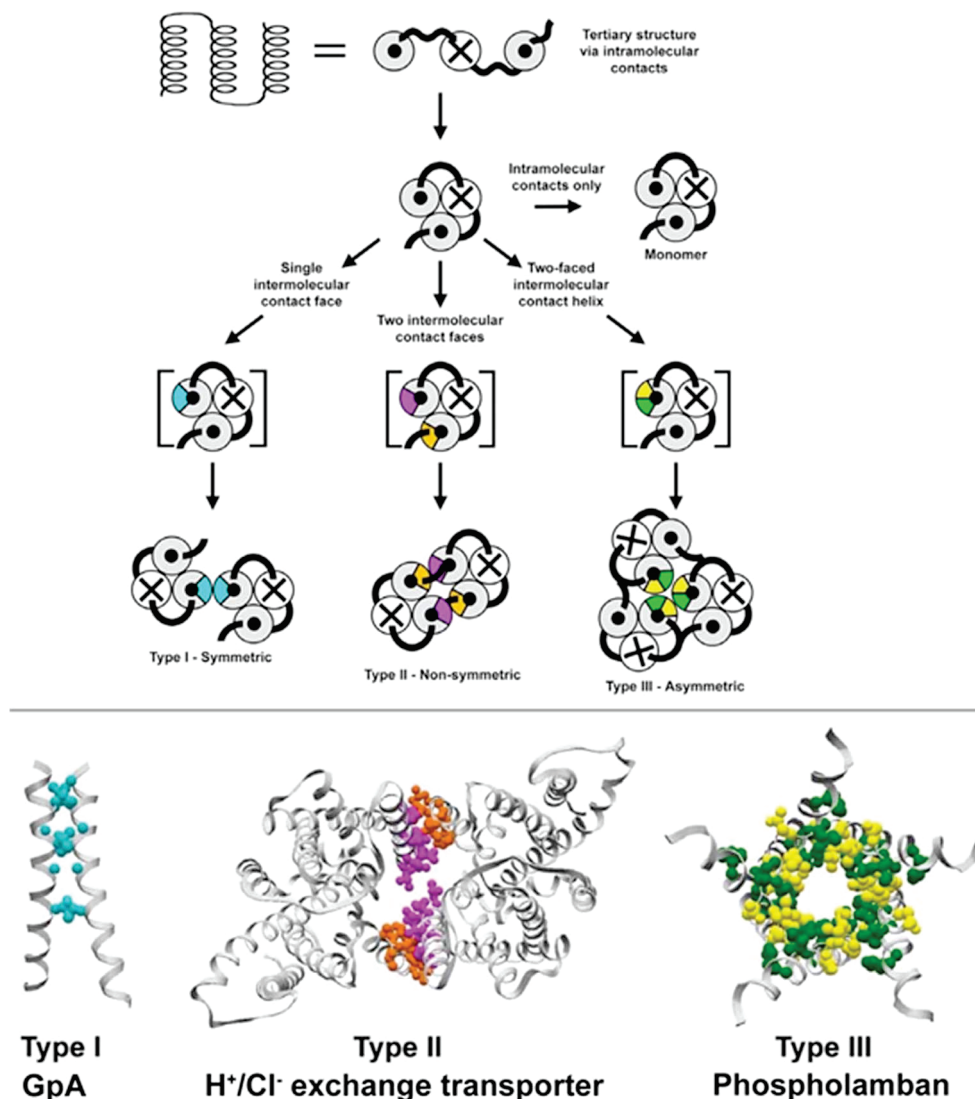 Tertiary structure
via intramolecular
contacts
Intramolecular
contacts only
Monomer
Single
intermolecular
contact face
Two intermolecular
contact faces
Two-faced
intermolecular
contact helix
Type I - Symmetric
Type II - Non-symmetric
Type III - Asymmetric
Type I
GpA
Type II
H⁺/Cl⁻ exchange transporter
Type III
Phospholamban